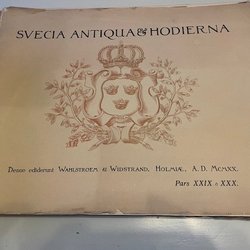 SVECIA ANTIQUA & HODIERNA
Denuo ediderunt WAHLSTROEM & WIDSTRAND, HOLMIÆ, A. D. MCMXX.
Pars XXIX & XXX.